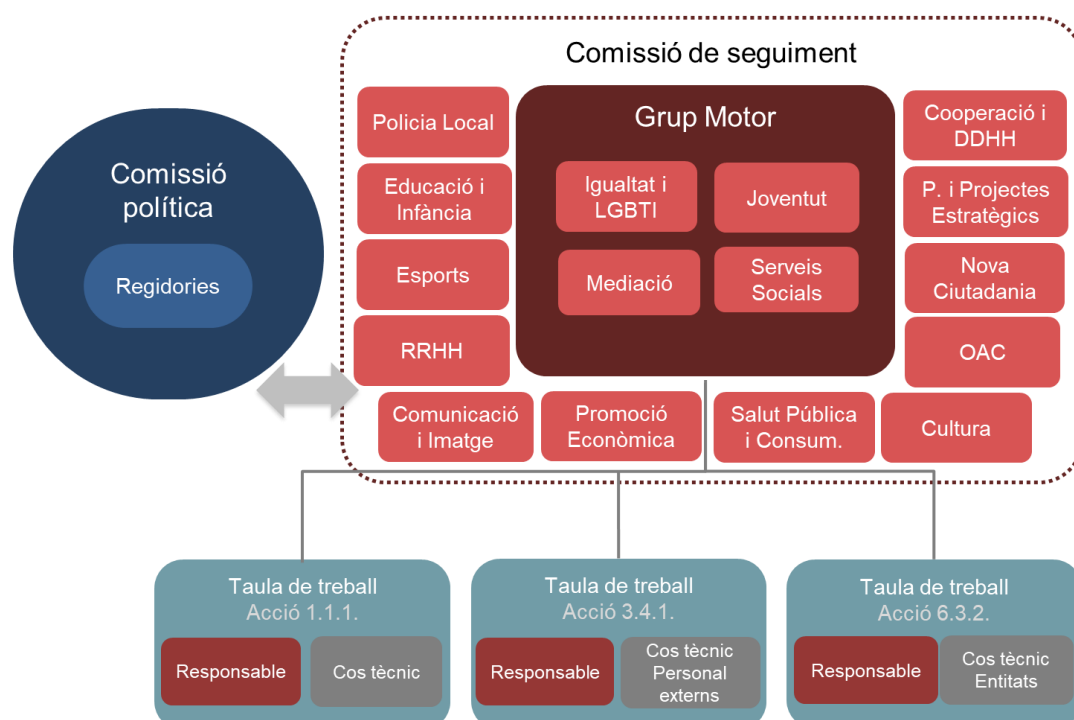 Comissió de seguiment
Comissió
política
Regidories
Policia Local
Educació i
Infància
Esports
RRHH
Grup Motor
Igualtat i
LGBTI
Joventut
Mediació
Serveis
Socials
Cooperació i
DDHH
P. i Projectes
Estratègics
Nova
Ciutadania
OAC
Comunicació
i Imatge
Promoció
Econòmica
Salut Pública
i Consum.
Cultura
Taula de treball
Acció 1.1.1.
Responsable
Cos tècnic
Taula de treball
Acció 3.4.1.
Responsable
Cos tècnic
Personal
externs
Taula de treball
Acció 6.3.2.
Responsable
Cos tècnic
Entitats